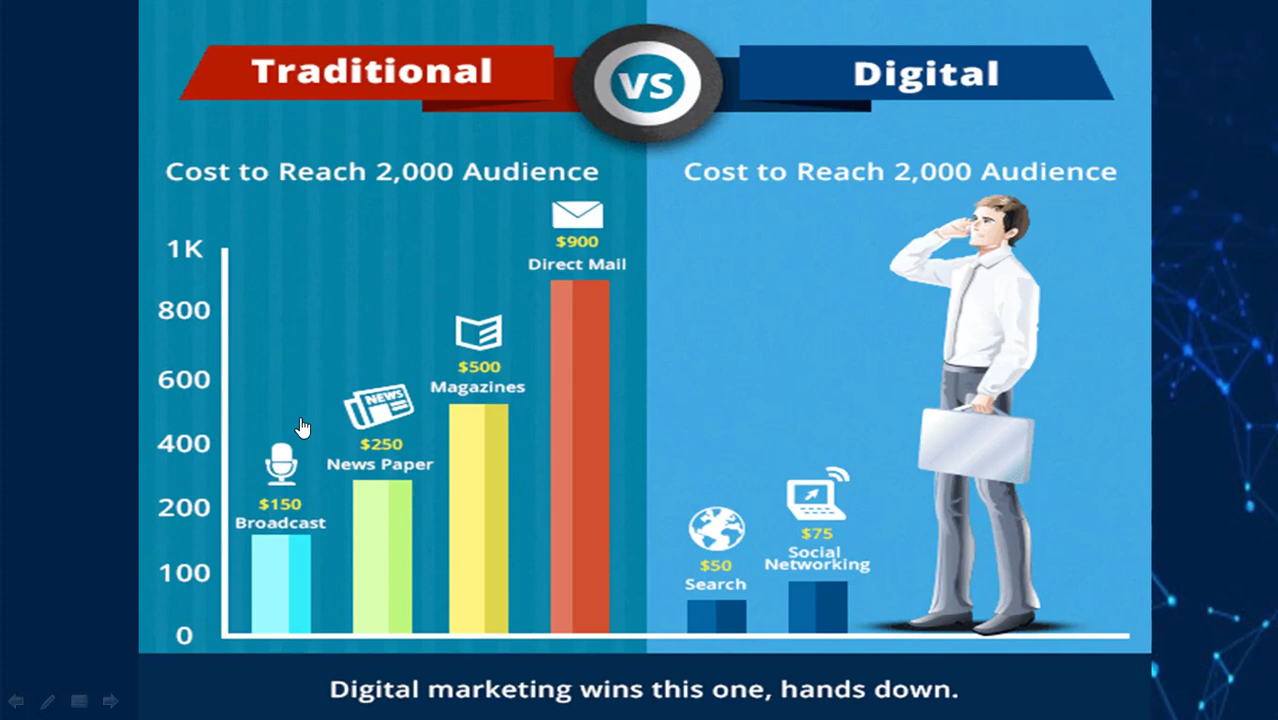 Traditional
VS
Digital
Cost to Reach 2,000 Audience
Cost to Reach 2,000 Audience
1K
800
600
400
200
100
0
$150
Broadcast
NEWS
$250
News Paper
$500
Magazines
$900
Direct Mail
$50
Search
$75
Social
Networking
Digital marketing wins this one, hands down.